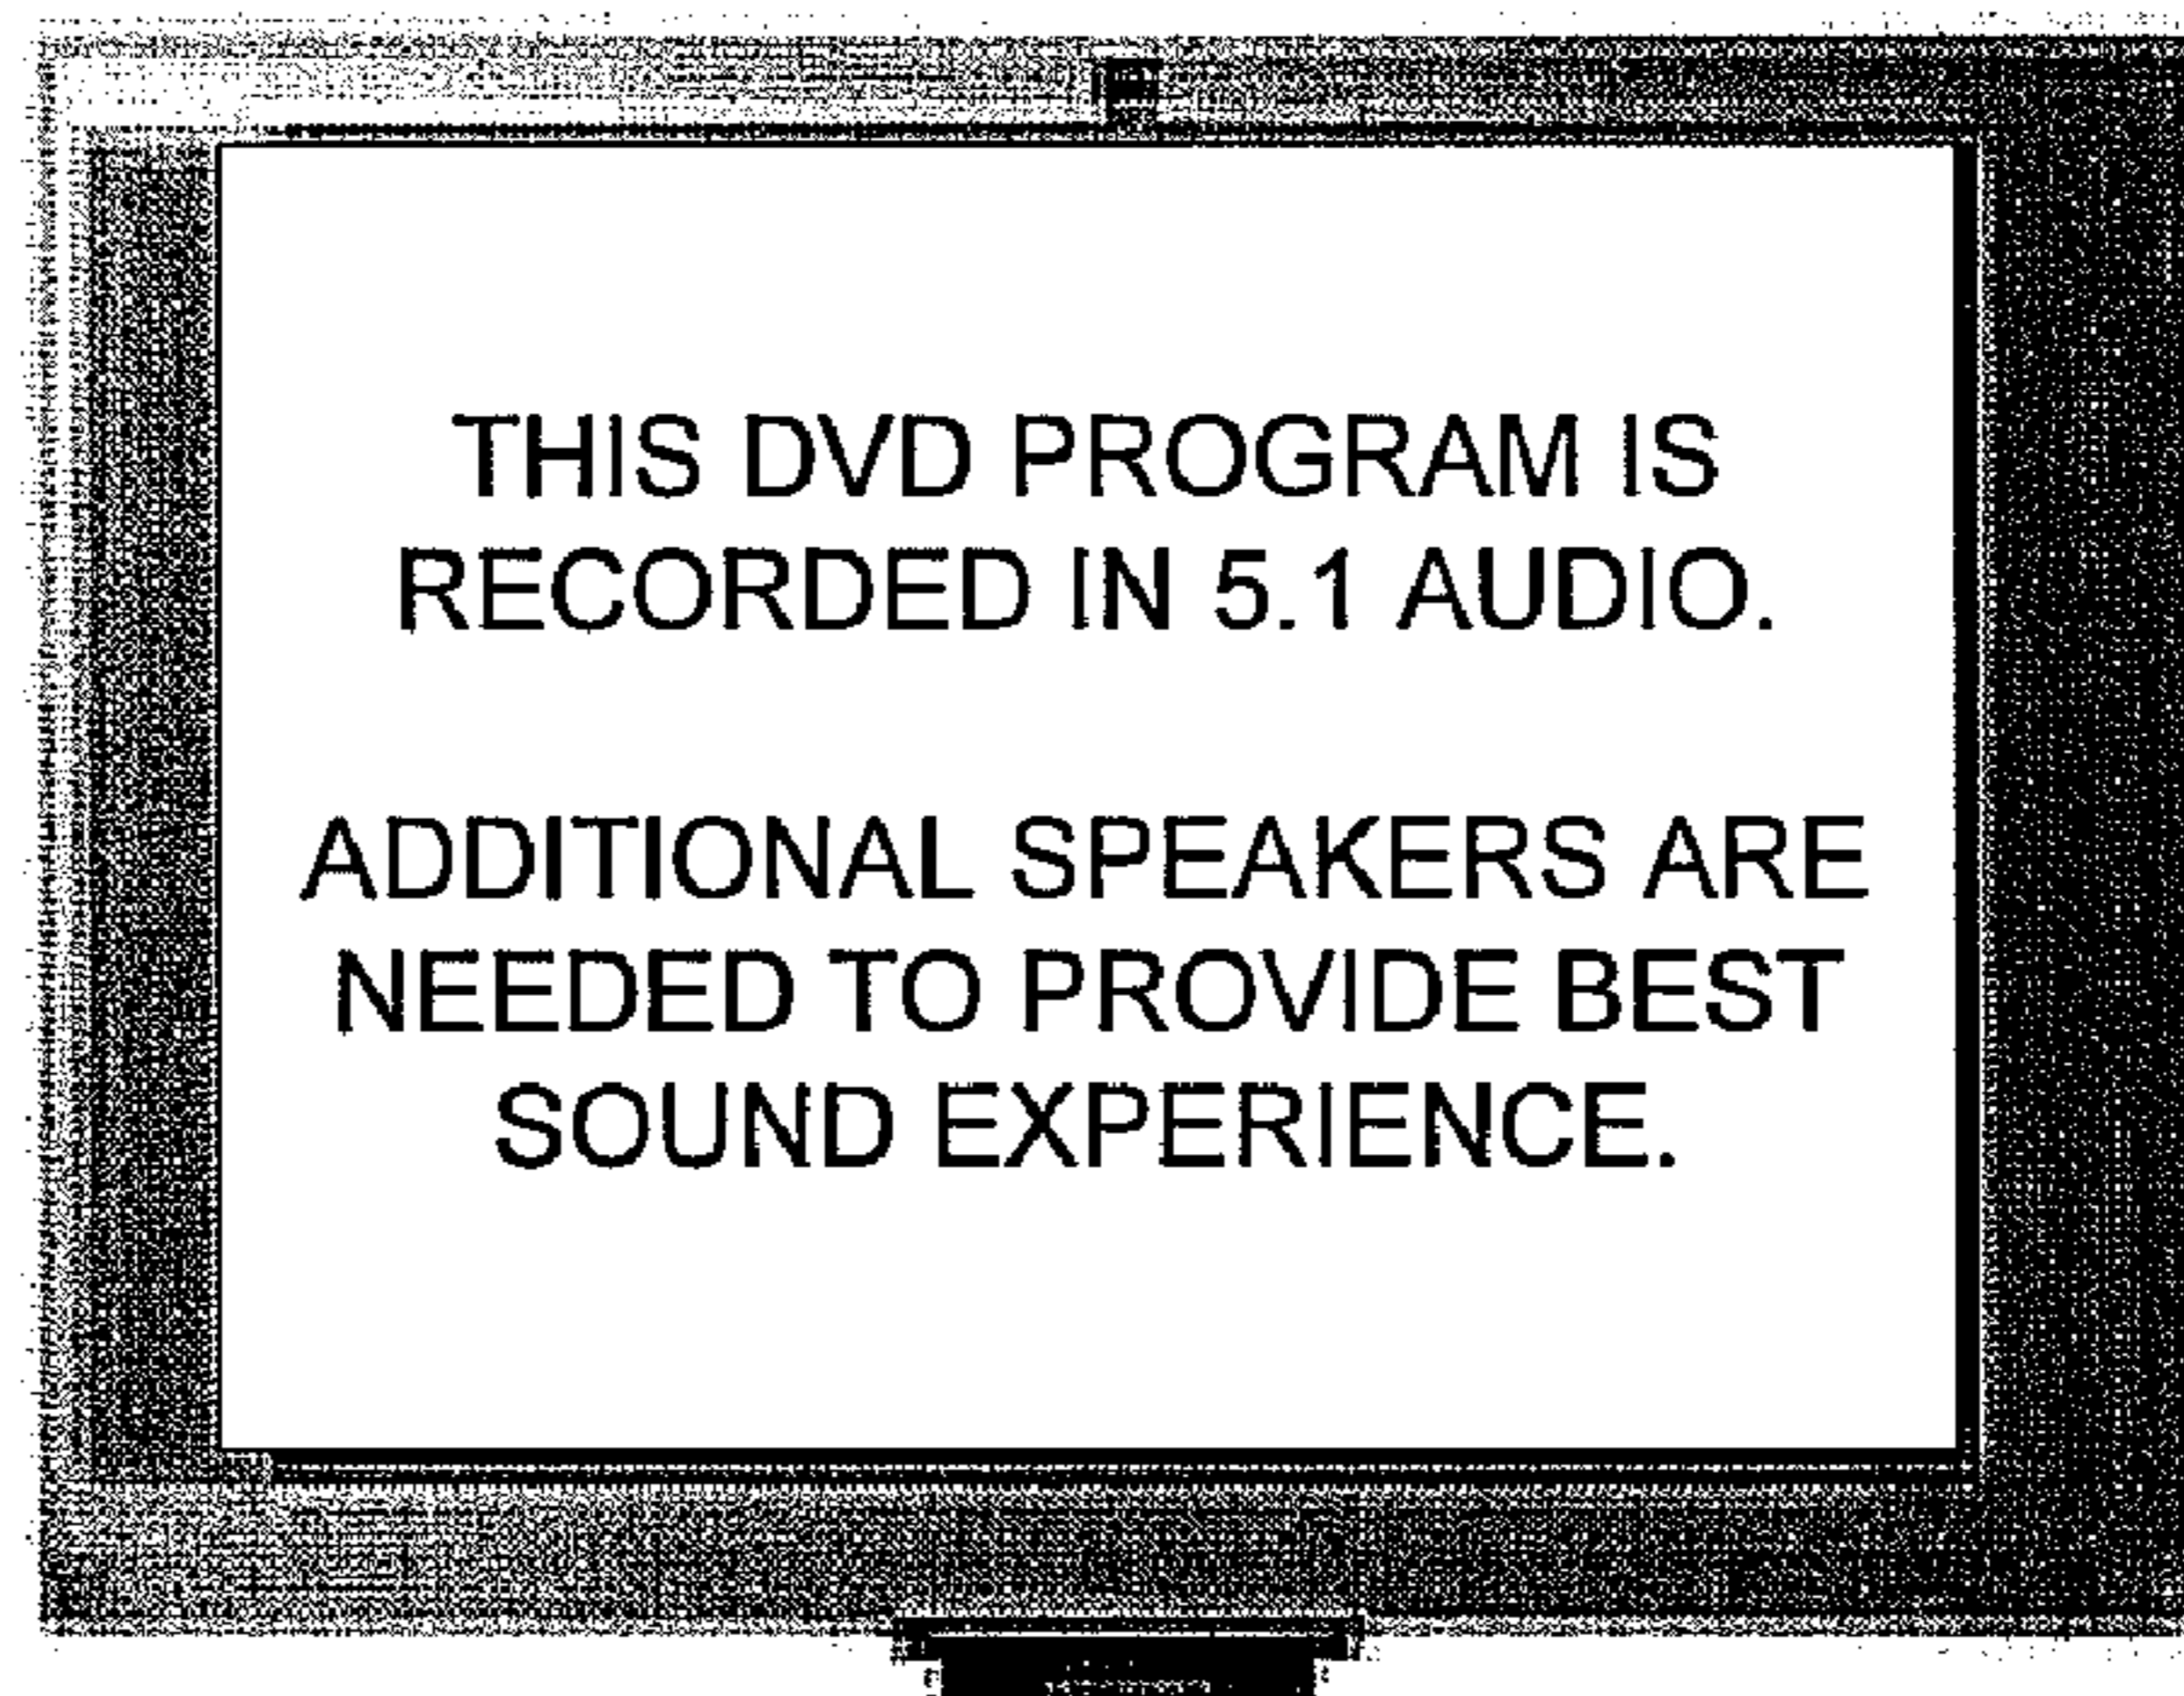 THIS DVD PROGRAM IS
RECORDED IN 5.1 AUDIO.
ADDITIONAL SPEAKERS ARE
NEEDED TO PROVIDE BEST
SOUND EXPERIENCE.